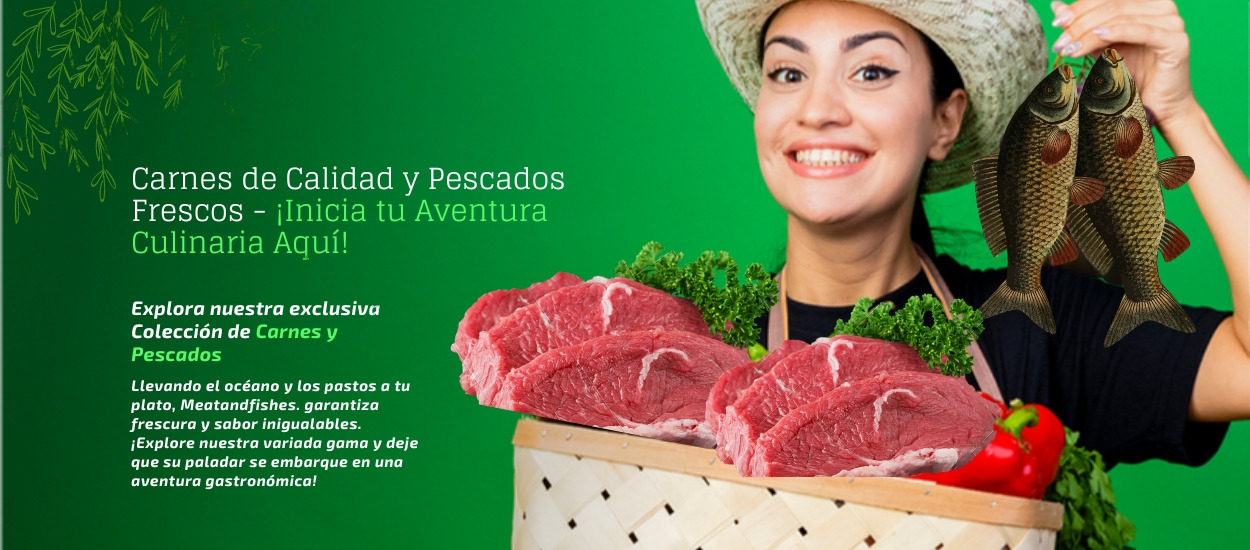 Carnes de Calidad y Pescados
Frescos - ¡Inicia tu Aventura
Culinaria Aquí!
Explora nuestra exclusiva
Colección de Carnes y
Pescados
Llevando el océano y los pastos a tu
plato, Meatandfishes. garantiza
frescura y sabor inigualables.
¡Explore nuestra variada gama y deje
que su paladar se embarque en una
aventura gastronómica!